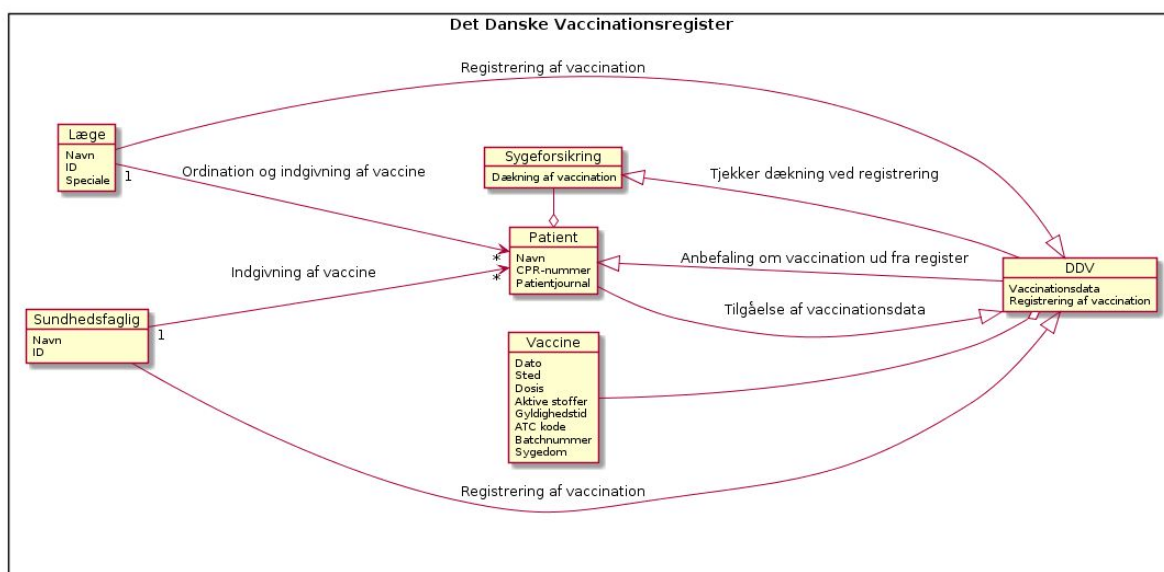 Det Danske Vaccinationsregister
Registrering af vaccination
Læge
Navn
ID
Speciale
1
Ordination og indgivning af vaccine
Sygeforsikring
Dækning af vaccination
Tjekker dækning ved registrering
Patient
Navn
CPR-nummer
Patientjournal
*
*
Anbefaling om vaccination ud fra register
DDV
Vaccinationsdata
Registrering af vaccination
Indgivning af vaccine
Tilgåelse af vaccinationsdata
Sundhedsfaglig
Navn
ID
1
Vaccine
Dato
Sted
Dosis
Aktive stoffer
Gyldighedstid
ATC kode
Batchnummer
Sygedom
Registrering af vaccination